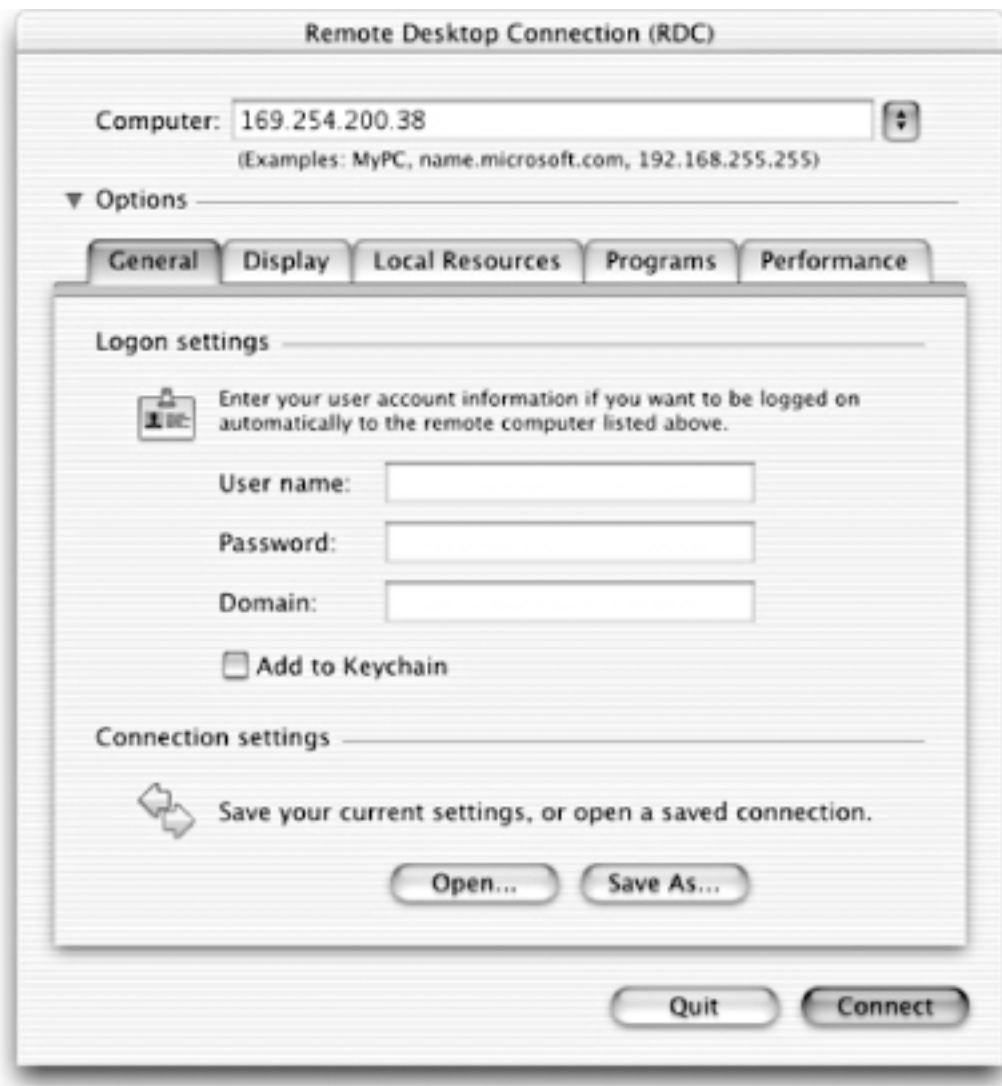 Remote Desktop Connection (RDC)
Computer: 169.254.200.38
(Examples: MyPC, name.microsoft.com, 192.168.255.255)
Options
General Display Local Resources Programs Performance
Logon settings
Enter your user account information if you want to be logged on
automatically to the remote computer listed above.
User name:
Password:
Domain:
Add to Keychain
Connection settings
Save your current settings, or open a saved connection.
Open... Save As...
Quit Connect